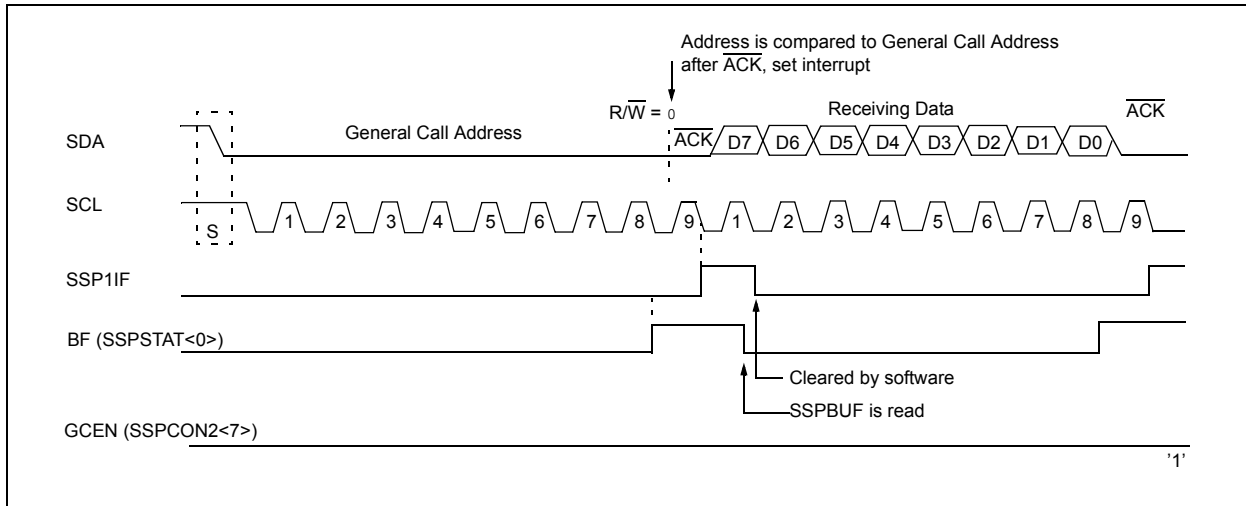 Address is compared to General Call Address
after ACK, set interrupt
R/W = 0
Receiving Data
ACK
SDA
General Call Address
ACK
D7 D6 D5 D4 D3 D2 D1 D0
SCL
S
1 2 3 4 5 6 7 8 9 1 2 3 4 5 6 7 8 9
SSP1IF
BF (SSPSTAT<0>)
Cleared by software
SSPBUF is read
GCEN (SSPCON2<7>)
’1’